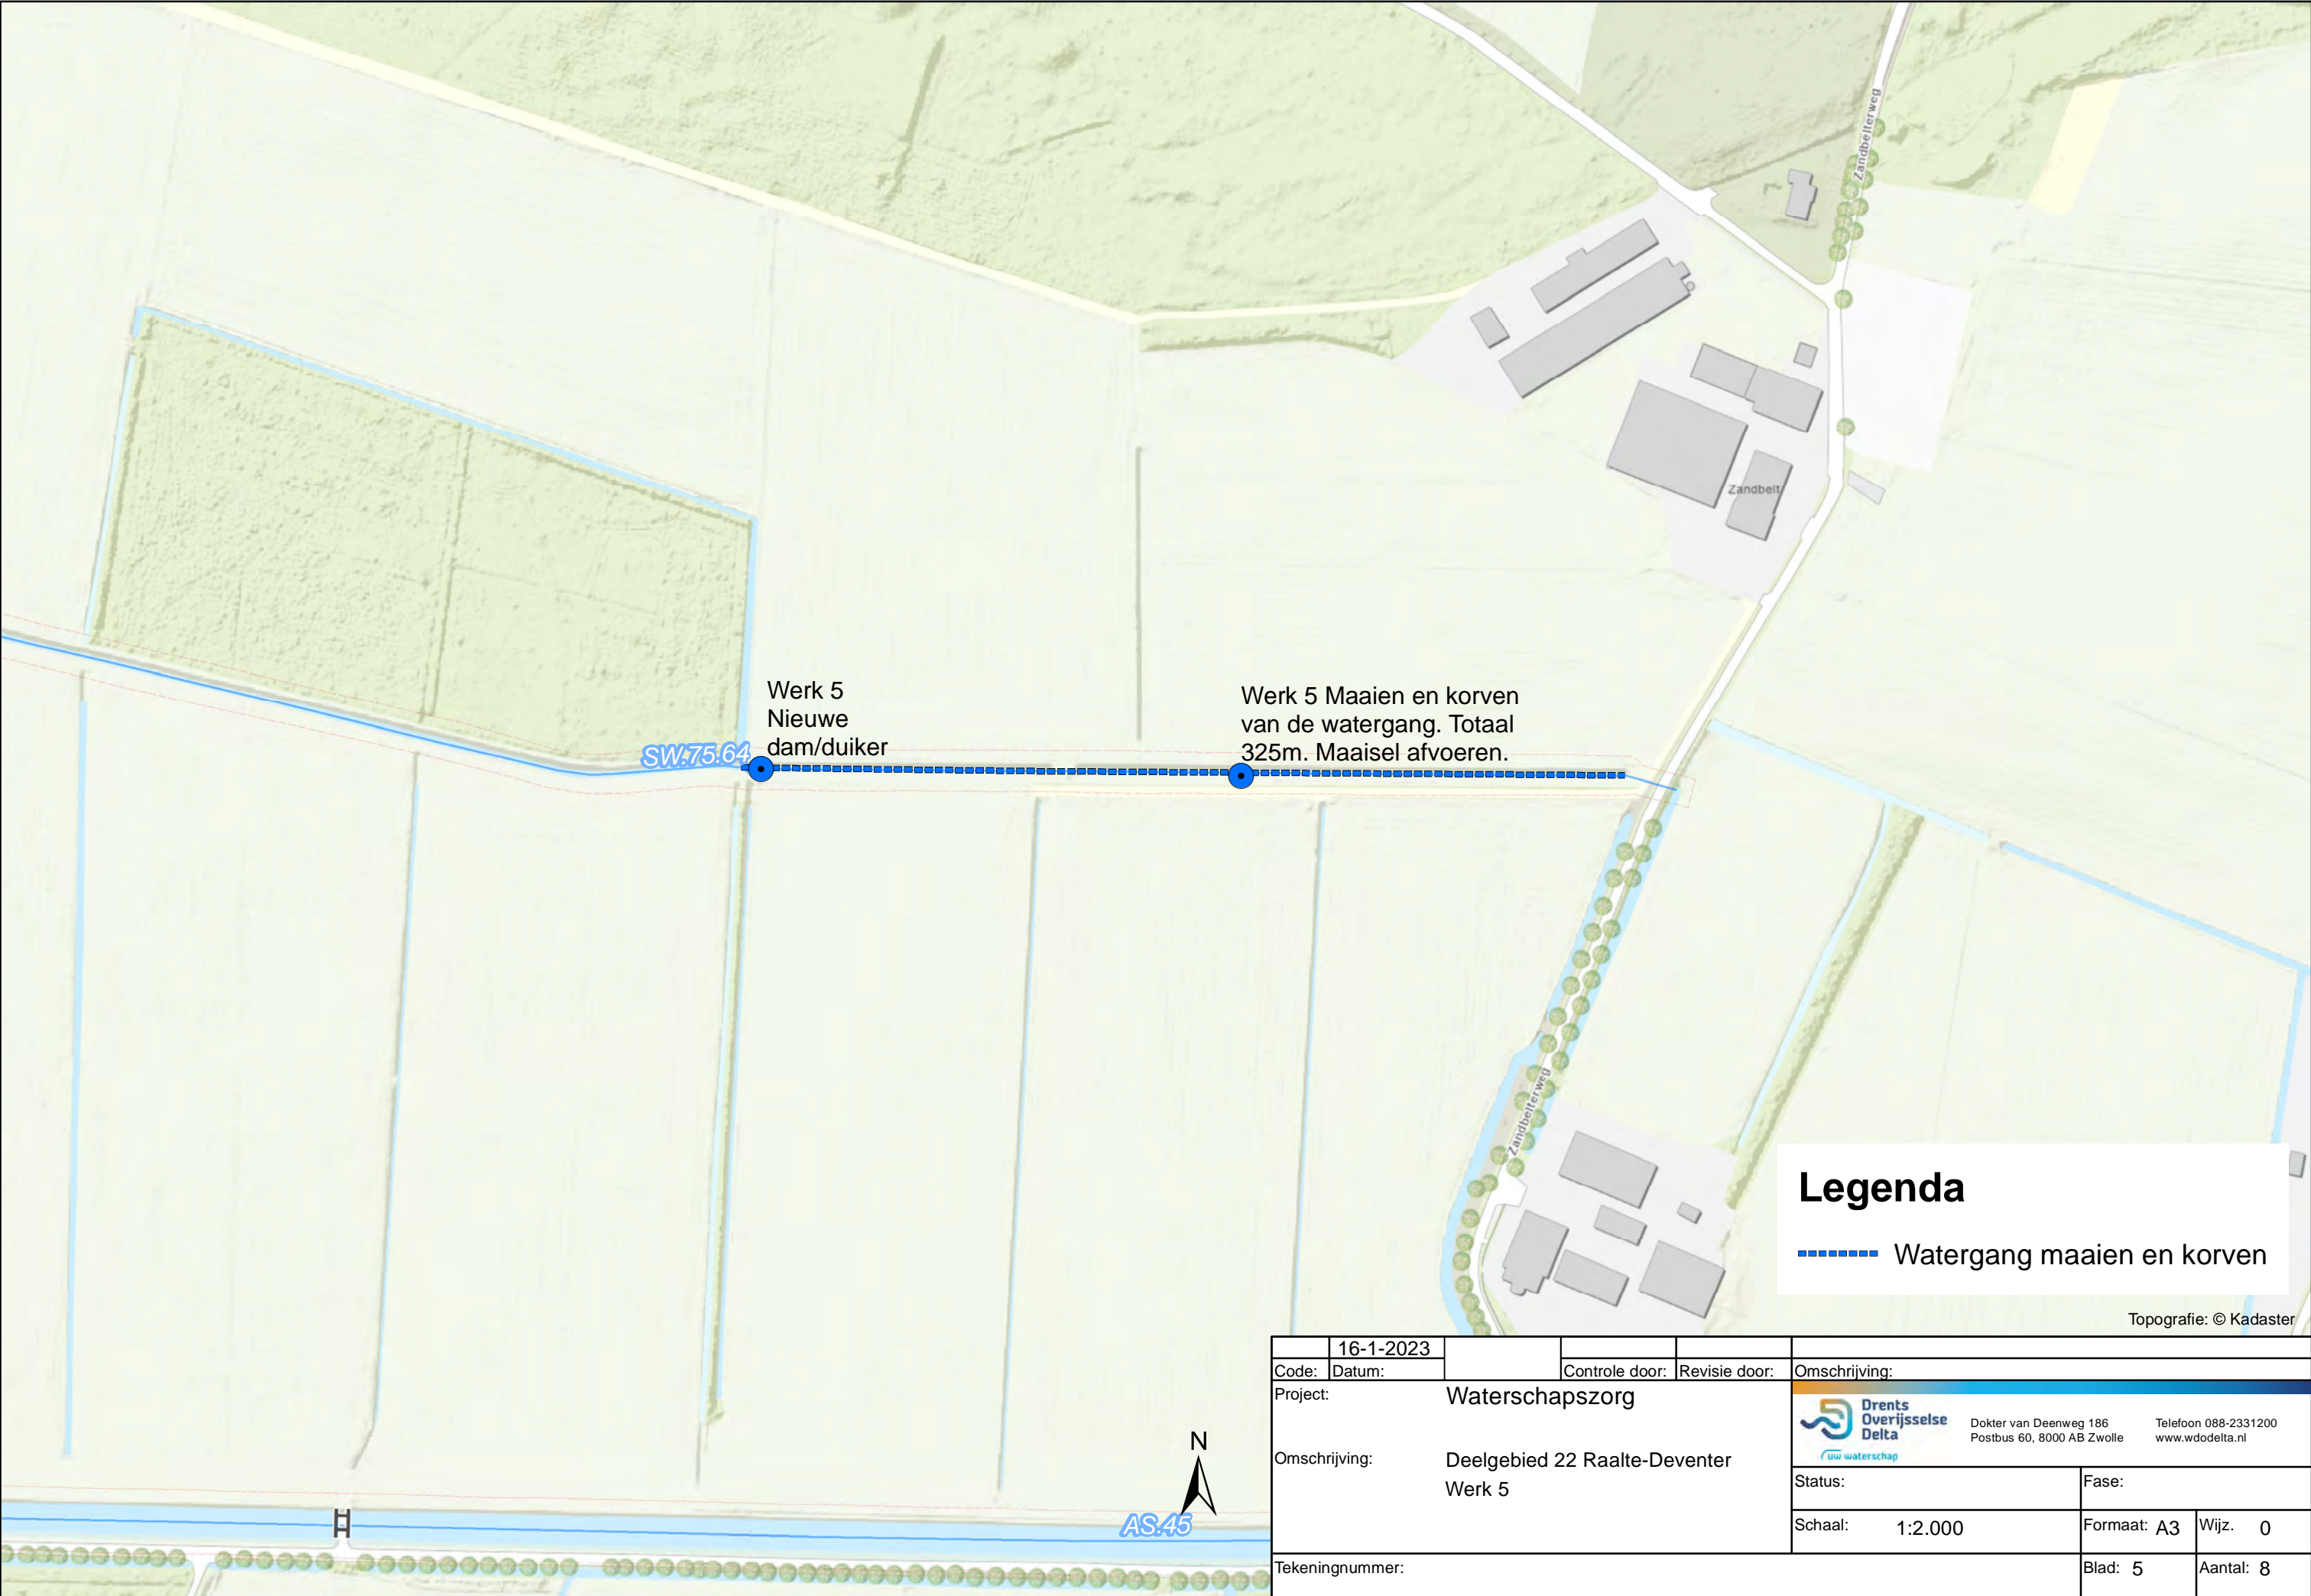 Zandbelterweg
Zandbelt
Werk 5
Nieuwe
dam/duiker
Werk 5 Maaien en korven
van de watergang. Totaal
325m. Maaisel afvoeren.
SW.75.64
Zandbelterweg
Legenda
Watergang maaien en korven
Topografie: © Kadaster
N
AS.45
16-1-2023
Code: Datum: Controle door: Revisie door: Omschrijving:
Project: Waterschapszorg
Omschrijving: Deelgebied 22 Raalte-Deventer
Werk 5
Drents
Overijsselse
Delta
uw waterschap
Dokter van Deenweg 186
Postbus 60, 8000 AB Zwolle
Telefoon 088-2331200
www.wdodelta.nl
Status: Fase:
Schaal: 1:2.000 Formaat: A3 Wijz. 0
Tekeningnummer: Blad: 5 Aantal: 8